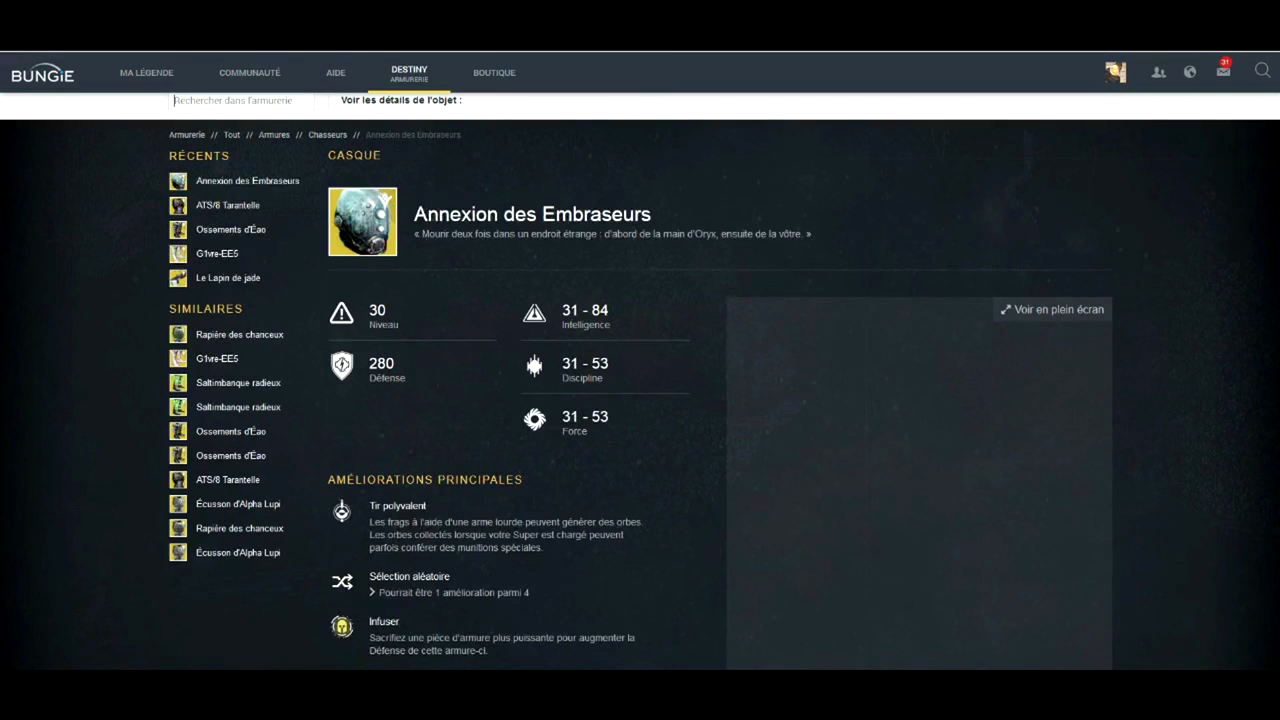 BUNGiE
MA LÉGENDE
COMMUNAUTÉ
AIDE
DESTINY
ARMURERIE
BOUTIQUE
31
Rechercher dans l'armurerie
Voir les détails de l'objet :
Armurerie // Tout // Armures // Chasseurs // Annexion des Embraseurs
RÉCENTS
Annexion des Embraseurs
ATS/8 Tarantelle
Ossements d'Éao
G1vre-EE5
Le Lapin de jade
SIMILAIRES
Rapière des chanceux
G1vre-EE5
Saltimbanque radieux
Saltimbanque radieux
Ossements d'Éao
Ossements d'Éao
ATS/8 Tarantelle
Écusson d'Alpha Lupi
Rapière des chanceux
Écusson d'Alpha Lupi
CASQUE
Annexion des Embraseurs
« Mourir deux fois dans un endroit étrange : d'abord de la main d'Oryx, ensuite de la vôtre. »
30
Niveau
280
Défense
31 - 84
Intelligence
31 - 53
Discipline
31 - 53
Force
Voir en plein écran
AMÉLIORATIONS PRINCIPALES
Tir polyvalent
Les frags à l'aide d'une arme lourde peuvent générer des orbes.
Les orbes collectés lorsque votre Super est chargé peuvent
parfois conférer des munitions spéciales.
Sélection aléatoire
Pourrait être 1 amélioration parmi 4
Infuser
Sacrifiez une pièce d'armure plus puissante pour augmenter la
Défense de cette armure-ci.